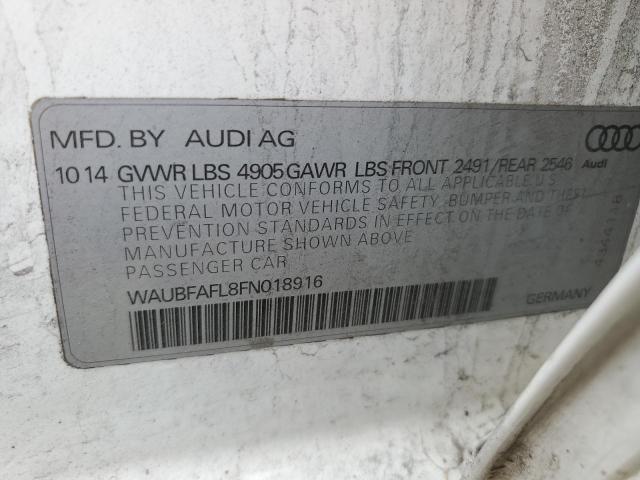 MFD. BY AUDI AG
10 14 GVWR LBS 4905 GAWR LBS FRONT 2491/REAR 2546
THIS VEHICLE CONFORMS TO ALL APPLICABLE U.S.
FEDERAL MOTOR VEHICLE SAFETY, BUMPER AND THEFT
PREVENTION STANDARDS IN EFFECT ON THE DATE OF
MANUFACTURE SHOWN ABOVE
PASSENGER CAR
WAUBFAFL8FN018916
Audi
GERMANY